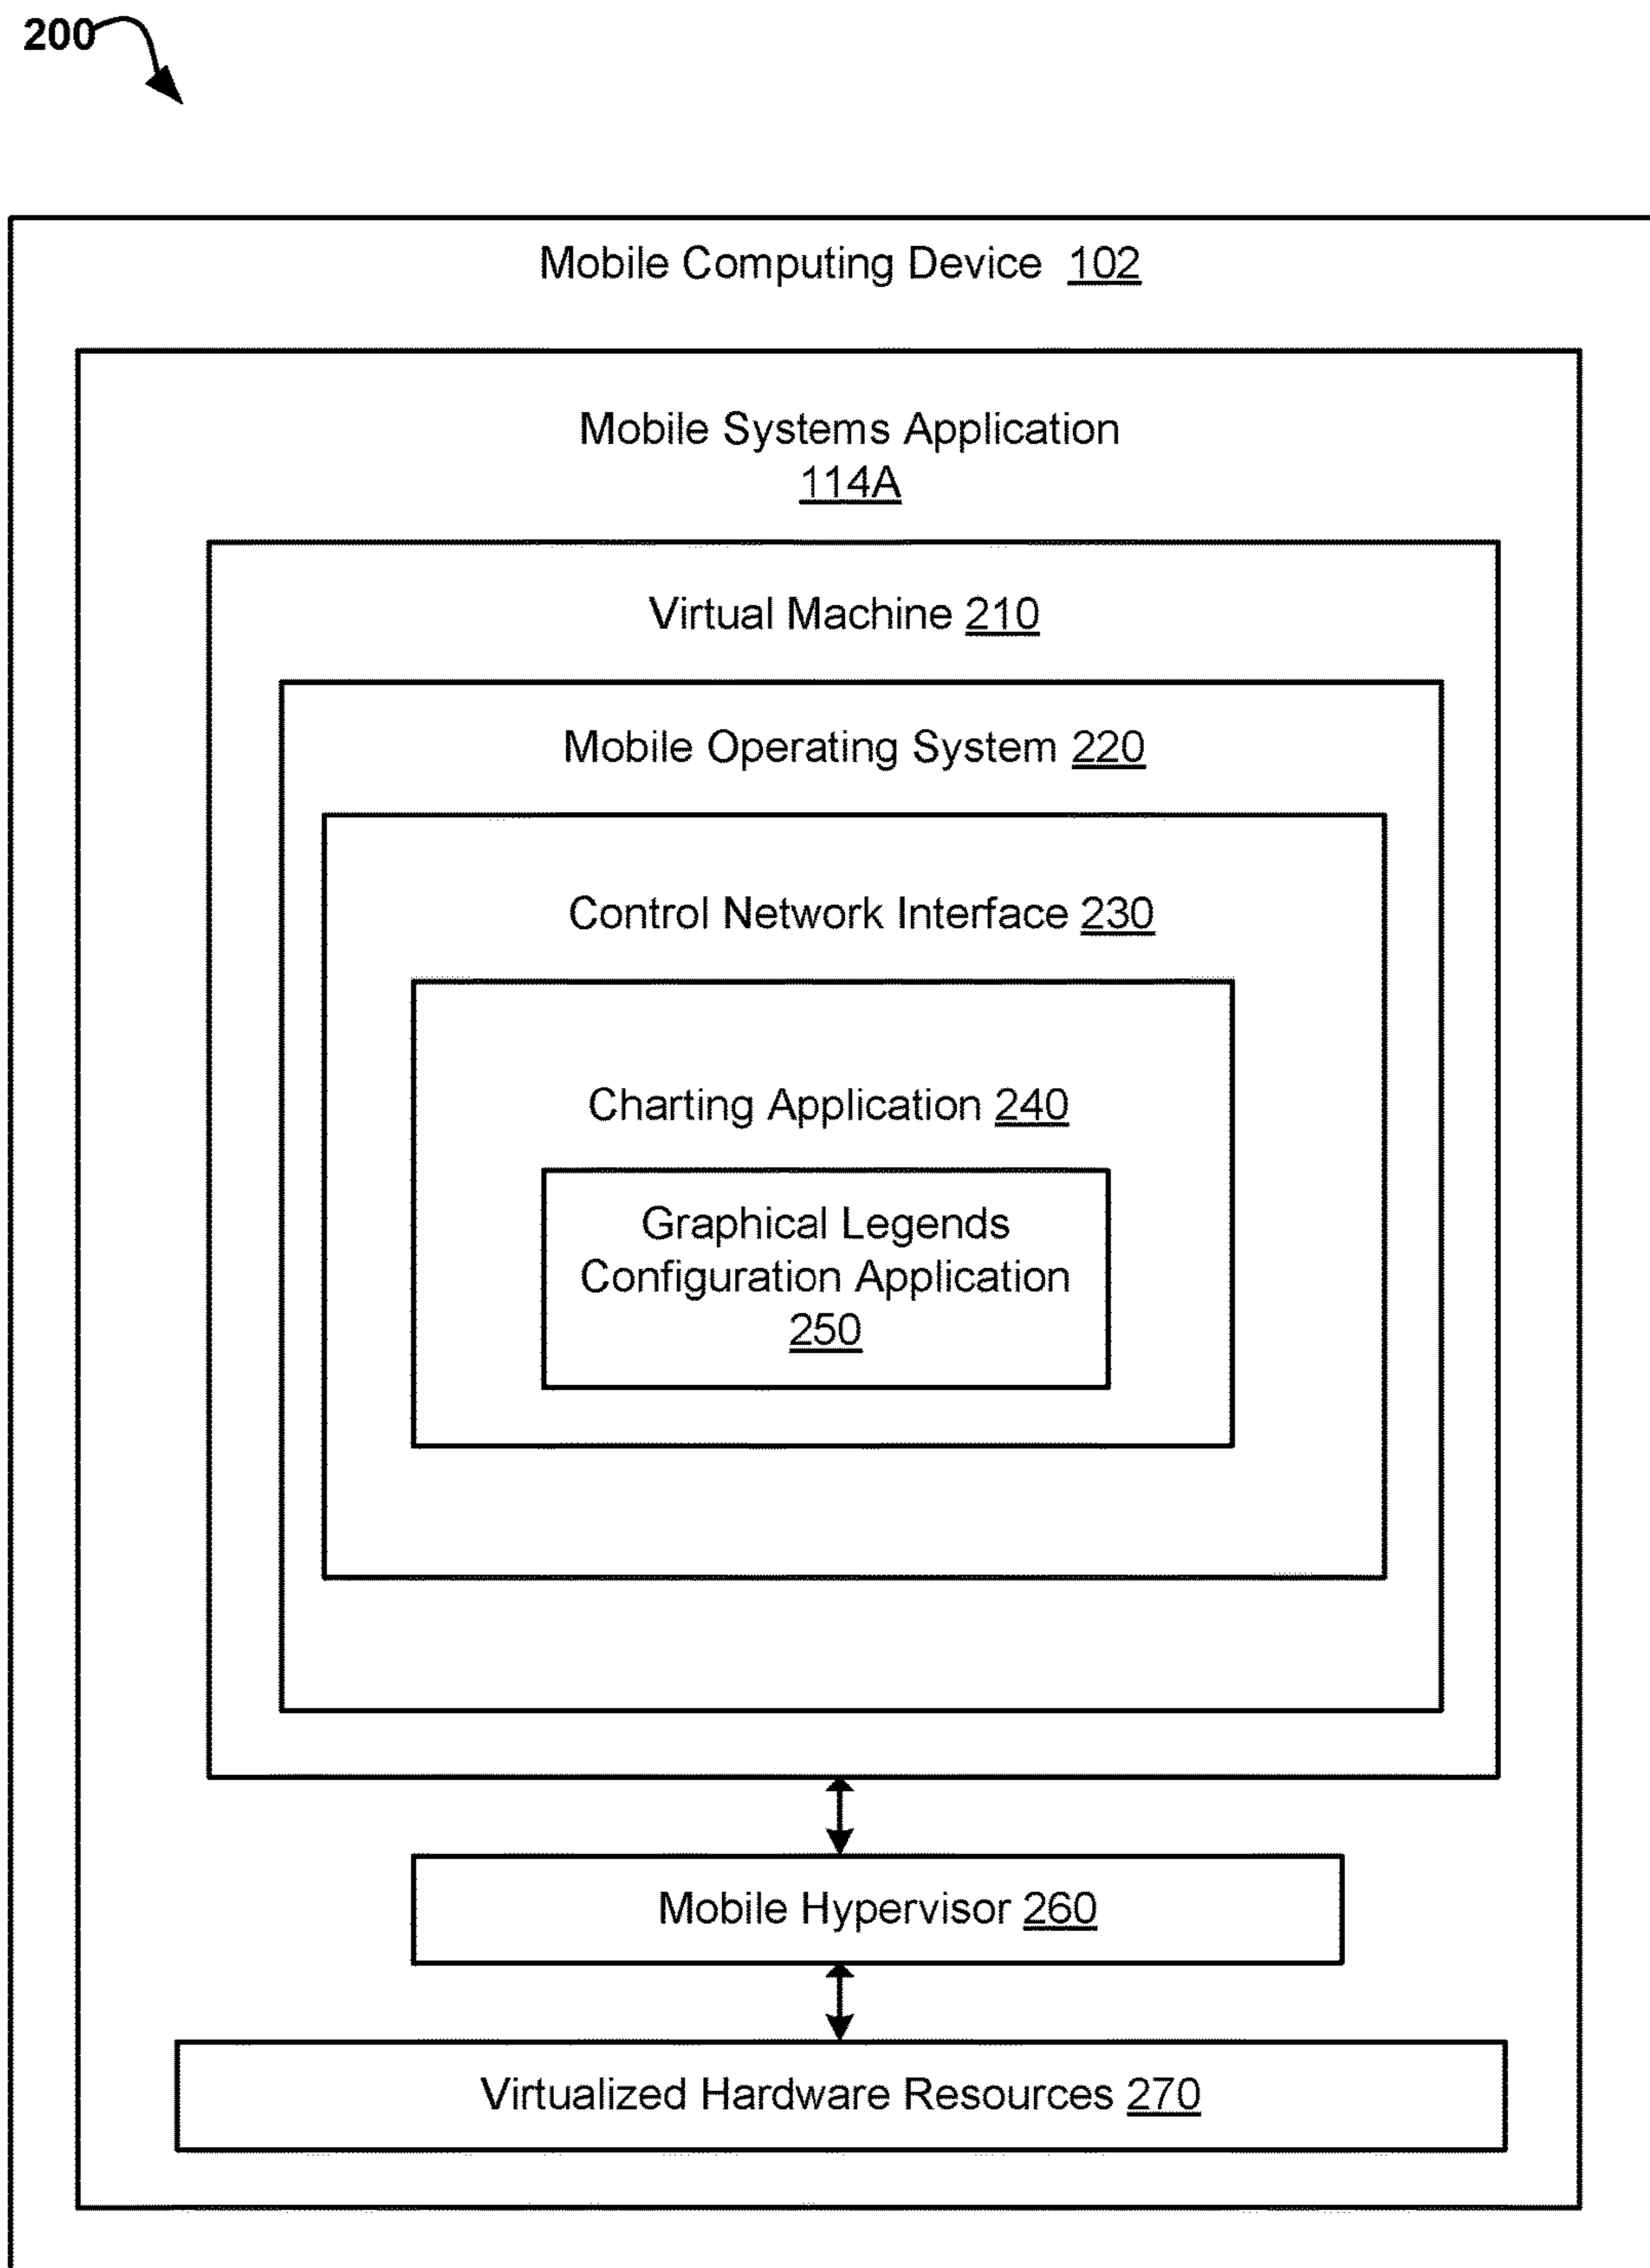 200
Mobile Computing Device 102
Mobile Systems Application
114A
Virtual Machine 210
Mobile Operating System 220
Control Network Interface 230
Charting Application 240
Graphical Legends
Configuration Application
250
Mobile Hypervisor 260
Virtualized Hardware Resources 270